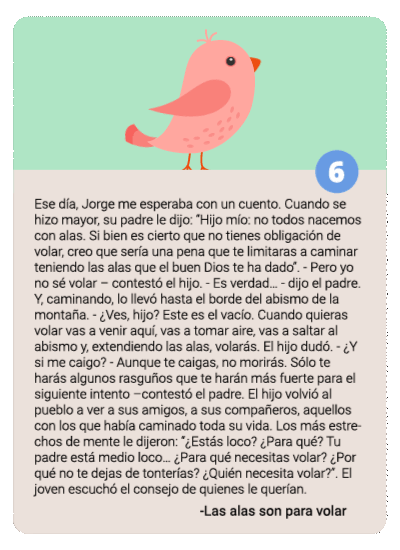 6
Ese día, Jorge me esperaba con un cuento. Cuando se
hizo mayor, su padre le dijo: "Hijo mío: no todos nacemos
con alas. Si bien es cierto que no tienes obligación de
volar, creo que sería una pena que te limitaras a caminar
teniendo las alas que el buen Dios te ha dado". - Pero yo
no sé volar – contestó el hijo. - Es verdad... - dijo el padre.
Y, caminando, lo llevó hasta el borde del abismo de la
montaña. - ¿Ves, hijo? Este es el vacío. Cuando quieras
volar vas a venir aquí, vas a tomar aire, vas a saltar al
abismo y, extendiendo las alas, volarás. El hijo dudó. - ¿Y
si me caigo? - Aunque te caigas, no morirás. Sólo te
harás algunos rasguños que te harán más fuerte para el
siguiente intento –contestó el padre. El hijo volvió al
pueblo a ver a sus amigos, a sus compañeros, aquellos
con los que había caminado toda su vida. Los más estre-
chos de mente le dijeron: "¿Estás loco? ¿Para qué? Tu
padre está medio loco... ¿Para qué necesitas volar? ¿Por
qué no te dejas de tonterías? ¿Quién necesita volar?". El
joven escuchó el consejo de quienes le querían.
-Las alas son para volar